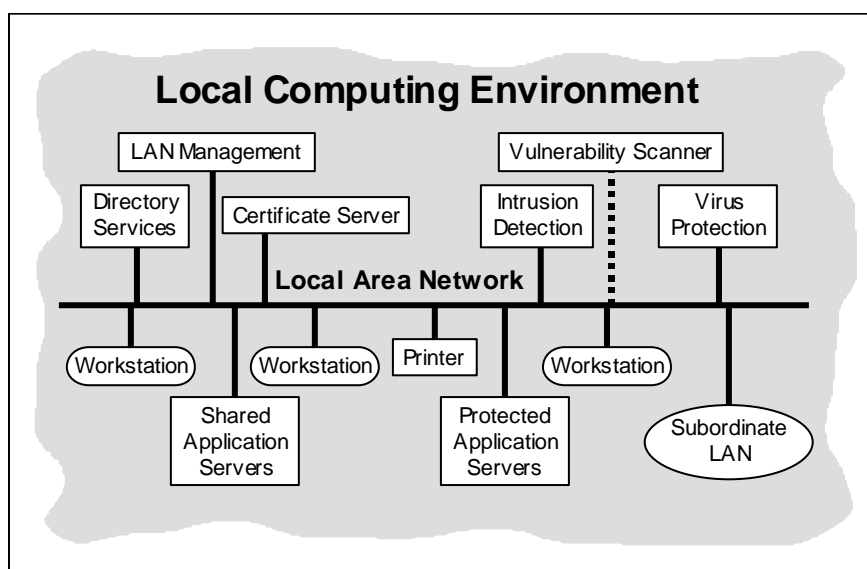 Local Computing Environment
LAN Management
Vulnerability Scanner
Directory
Services
Certificate Server
Intrusion
Detection
Virus
Protection
Local Area Network
Workstation
Workstation
Printer
Workstation
Shared
Application
Servers
Protected
Application
Servers
Subordinate
LAN